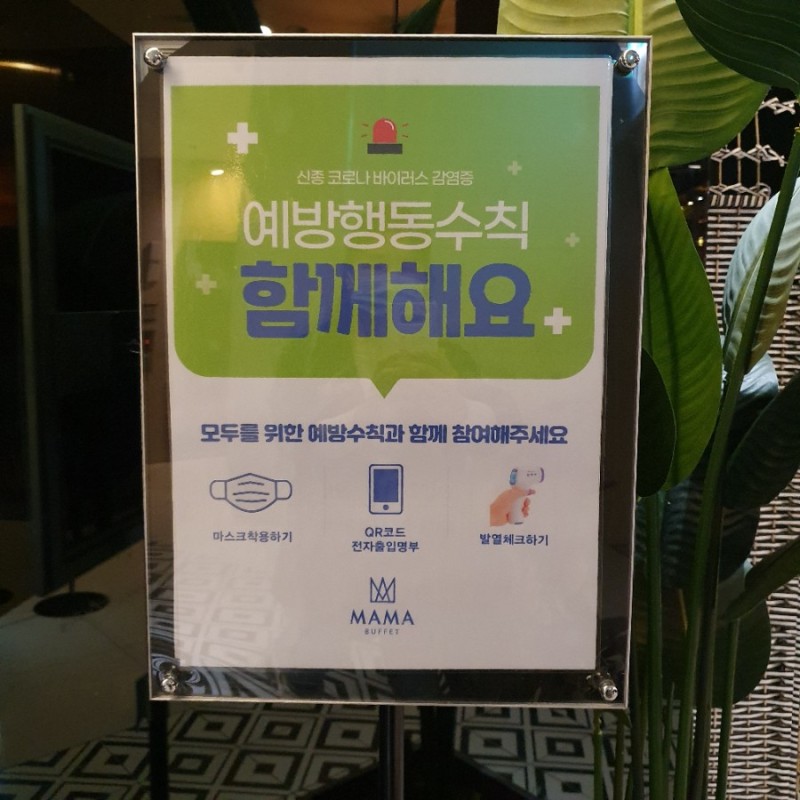 신종 코로나 바이러스 감염증
예방행동수칙
함께해요
모두를 위한 예방수칙과 함께 참여해주세요
마스크착용하기
QR코드
전자출입명부
발열체크하기
MAMA
BUFFET